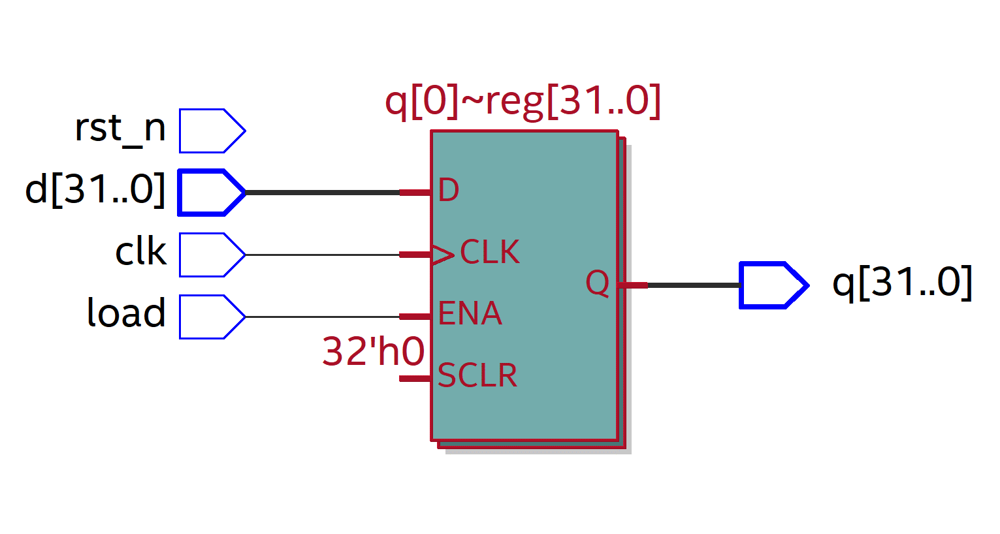 q[0]~reg[31..0]
rst_n
d[31..0]
D
clk
CLK
Q
q[31..0]
load
ENA
32'h0
SCLR